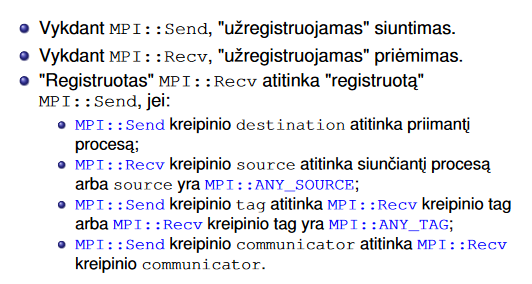 Vykdant MPI::Send, "užregistruojamas" siuntimas.
Vykdant MPI::Recv, "užregistruojamas" priėmimas.
"Registruotas" MPI::Recv atitinka "registruotą"
MPI::Send, jei:
MPI::Send kreipinio destination atitinka priimantį
procesą;
MPI::Recv kreipinio source atitinka siunčiantį procesą
arba source yra MPI::ANY_SOURCE;
MPI::Send kreipinio tag atitinka MPI::Recv kreipinio tag
arba MPI::Recv kreipinio tag yra MPI::ANY_TAG;
MPI::Send kreipinio communicator atitinka MPI::Recv
kreipinio communicator.